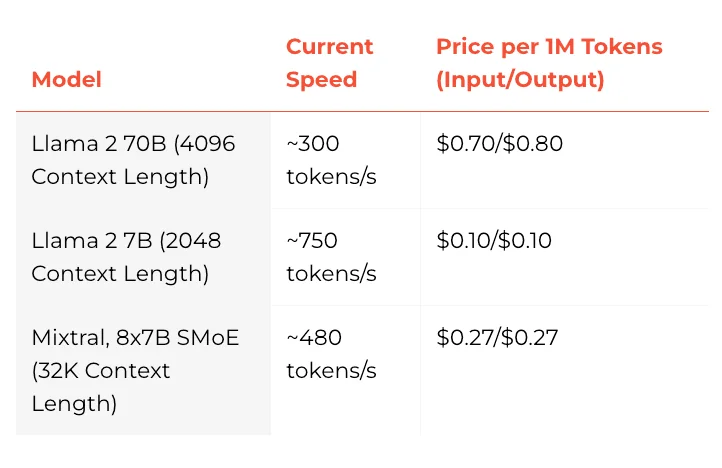 Model
Current
Speed
Price per 1M Tokens
(Input/Output)
Llama 2 70B (4096
Context Length)
~300
tokens/s
$0.70/$0.80
Llama 2 7B (2048
Context Length)
~750
tokens/s
$0.10/$0.10
Mixtral, 8x7B SMoE
(32K Context
Length)
~480
tokens/s
$0.27/$0.27